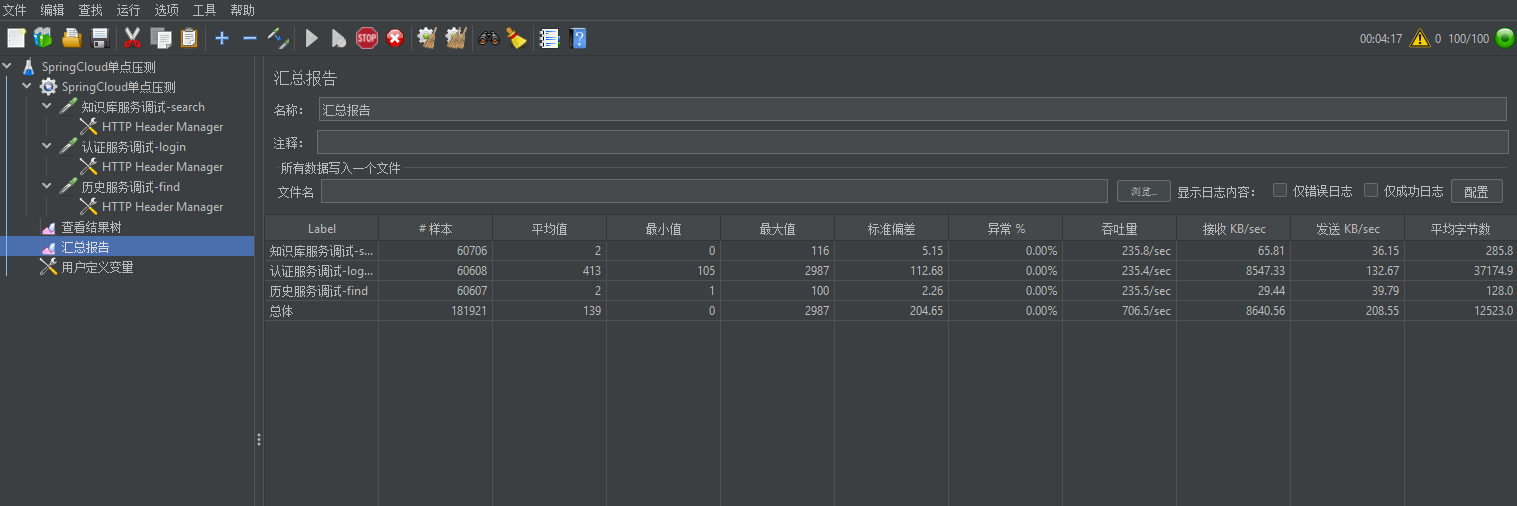 文件 编辑 查找 运行 选项 工具 帮助
STOP 00:04:17 0 100/100
SpringCloud单点压测
SpringCloud单点压测
知识库服务调试-search
HTTP Header Manager
认证服务调试-login
HTTP Header Manager
历史服务调试-find
HTTP Header Manager
查看结果树
汇总报告
用户定义变量
汇总报告
名称： 汇总报告
注释：
所有数据写入一个文件
文件名 浏览... 显示日志内容： 仅错误日志 仅成功日志 配置
Label # 样本 平均值 最小值 最大值 标准偏差 异常 % 吞吐量 接收 KB/sec 发送 KB/sec 平均字节数
知识库服务调试-s... 60706 2 0 116 5.15 0.00% 235.8/sec 65.81 36.15 285.8
认证服务调试-log... 60608 413 105 2987 112.68 0.00% 235.4/sec 8547.33 132.67 37174.9
历史服务调试-find 60607 2 1 100 2.26 0.00% 235.5/sec 29.44 39.79 128.0
总体 181921 139 0 2987 204.65 0.00% 706.5/sec 8640.56 208.55 12523.0